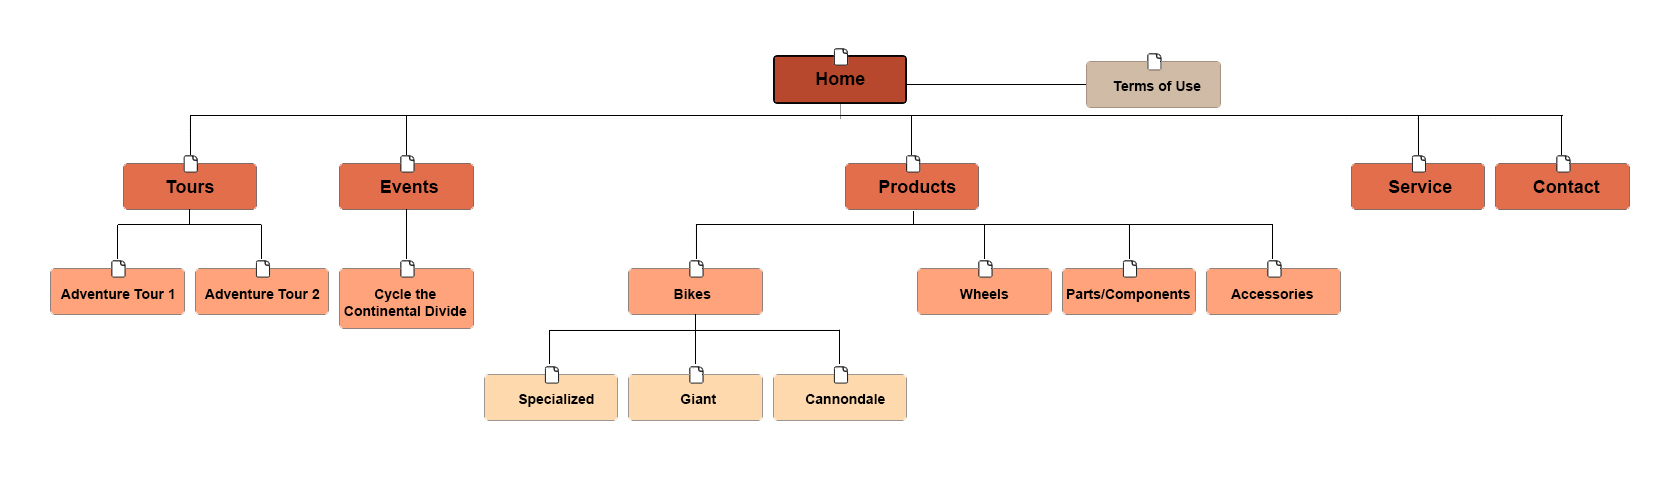 Home
Terms of Use
Tours
Events
Products
Service
Contact
Adventure Tour 1
Adventure Tour 2
Cycle the
Continental Divide
Bikes
Wheels
Parts/Components
Accessories
Specialized
Giant
Cannondale